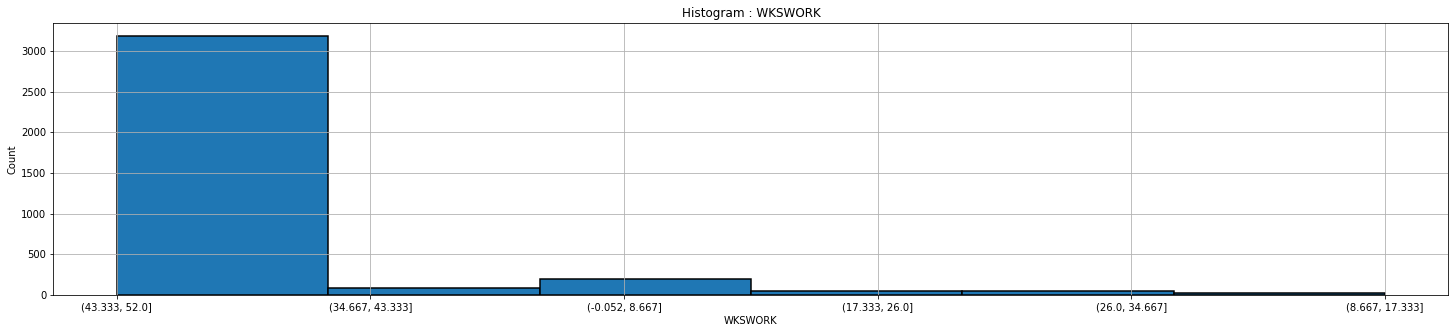 Histogram : WKSWORK
Count
3000
2500
2000
1500
1000
500
0
(43.333, 52.0] (34.667, 43.333] (-0.052, 8.667] (17.333, 26.0] (26.0, 34.667] (8.667, 17.333]
WKSWORK